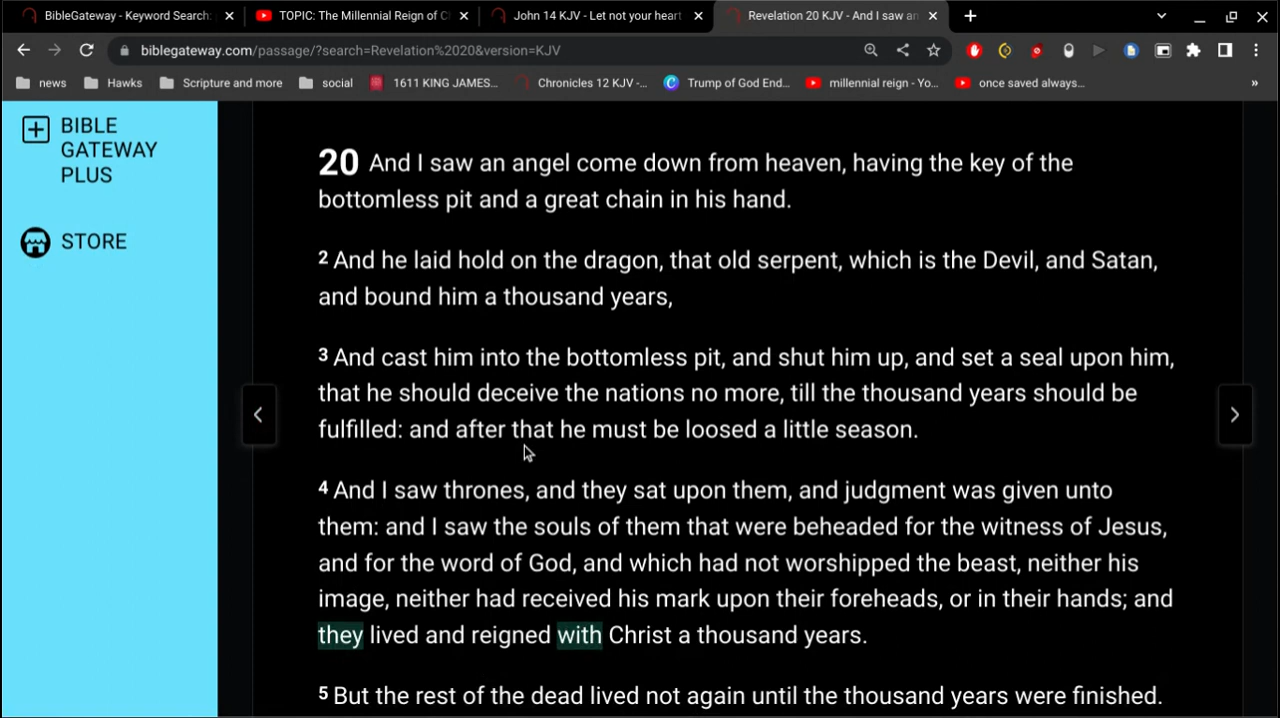 BibleGateway - Keyword Search:
TOPIC: The Millennial Reign of C
John 14 KJV - Let not your heart
Revelation 20 KJV - And I saw an
biblegateway.com/passage/?search=Revelation%2020&version=KJV
news
Hawks
Scripture and more
social
1611 KING JAMES...
Chronicles 12 KJV -...
Trump of God End...
millennial reign - Yo...
once saved always...
»
BIBLE
GATEWAY
PLUS
STORE
20 And I saw an angel come down from heaven, having the key of the
bottomless pit and a great chain in his hand.
2 And he laid hold on the dragon, that old serpent, which is the Devil, and Satan,
and bound him a thousand years,
3 And cast him into the bottomless pit, and shut him up, and set a seal upon him,
that he should deceive the nations no more, till the thousand years should be
fulfilled: and after that he must be loosed a little season.
4 And I saw thrones, and they sat upon them, and judgment was given unto
them: and I saw the souls of them that were beheaded for the witness of Jesus,
and for the word of God, and which had not worshipped the beast, neither his
image, neither had received his mark upon their foreheads, or in their hands; and
they lived and reigned with Christ a thousand years.
5 But the rest of the dead lived not again until the thousand years were finished.